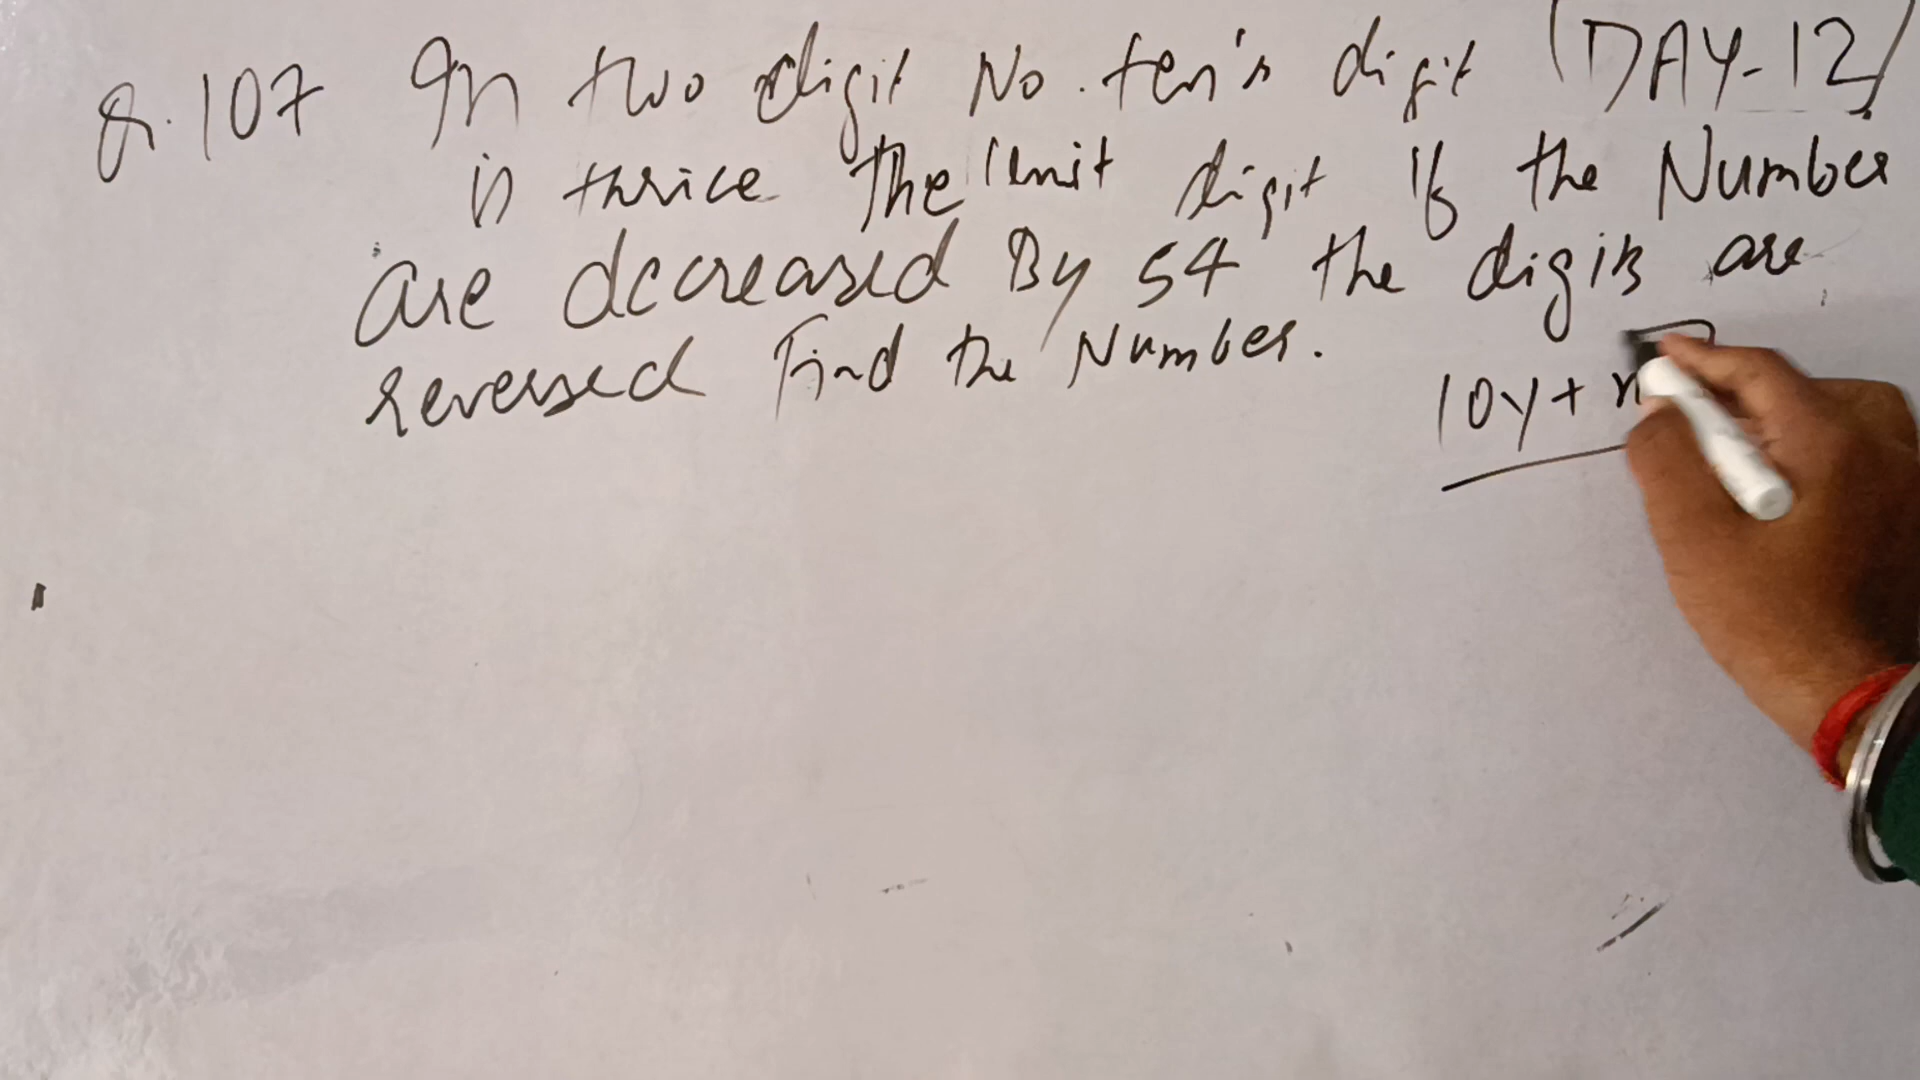 Q.107 In two digit No. ten's digit (DAY-12)
is thrice the Unit digit If the Number
are decreased By 54 the digits are
reversed Find the Number.
10y+x